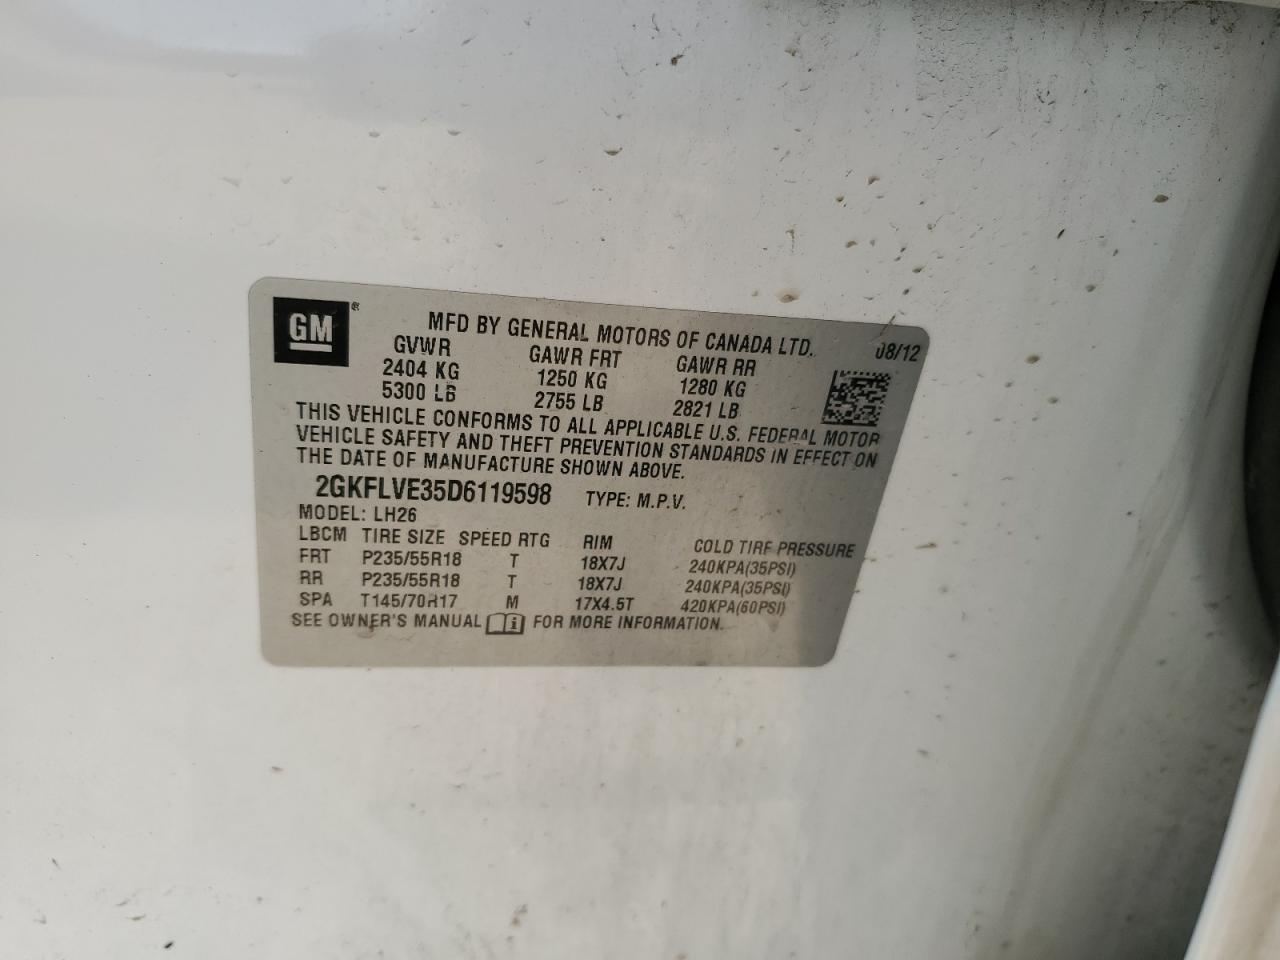 GM ®
MFD BY GENERAL MOTORS OF CANADA LTD. 08/12
GVWR GAWR FRT GAWR RR
2404 KG 1250 KG 1280 KG
5300 LB 2755 LB 2821 LB
THIS VEHICLE CONFORMS TO ALL APPLICABLE U.S. FEDERAL MOTOR
VEHICLE SAFETY AND THEFT PREVENTION STANDARDS IN EFFECT ON
THE DATE OF MANUFACTURE SHOWN ABOVE.
2GKFLVE35D6119598 TYPE: M.P.V.
MODEL: LH26
LBCM TIRE SIZE SPEED RTG RIM COLD TIRE PRESSURE
FRT P235/55R18 T 18X7J 240KPA(35PSI)
RR P235/55R18 T 18X7J 240KPA(35PSI)
SPA T145/70R17 M 17X4.5T 420KPA(60PSI)
SEE OWNER'S MANUAL i FOR MORE INFORMATION.